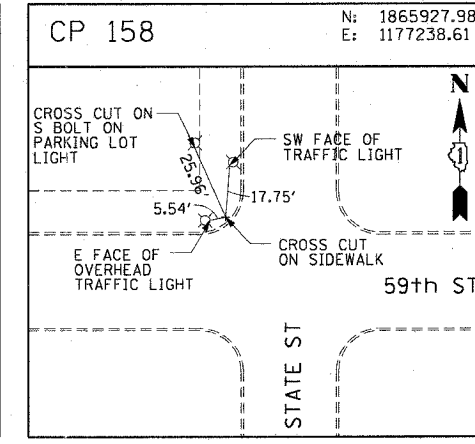 CP 158
N: 1865927.98
E: 1177238.61
N
CROSS CUT ON
S BOLT ON
PARKING LOT
LIGHT
SW FACE OF
TRAFFIC LIGHT
25.96'
17.75'
5.54'
E FACE OF
OVERHEAD
TRAFFIC LIGHT
CROSS CUT
ON SIDEWALK
59th ST
STATE ST